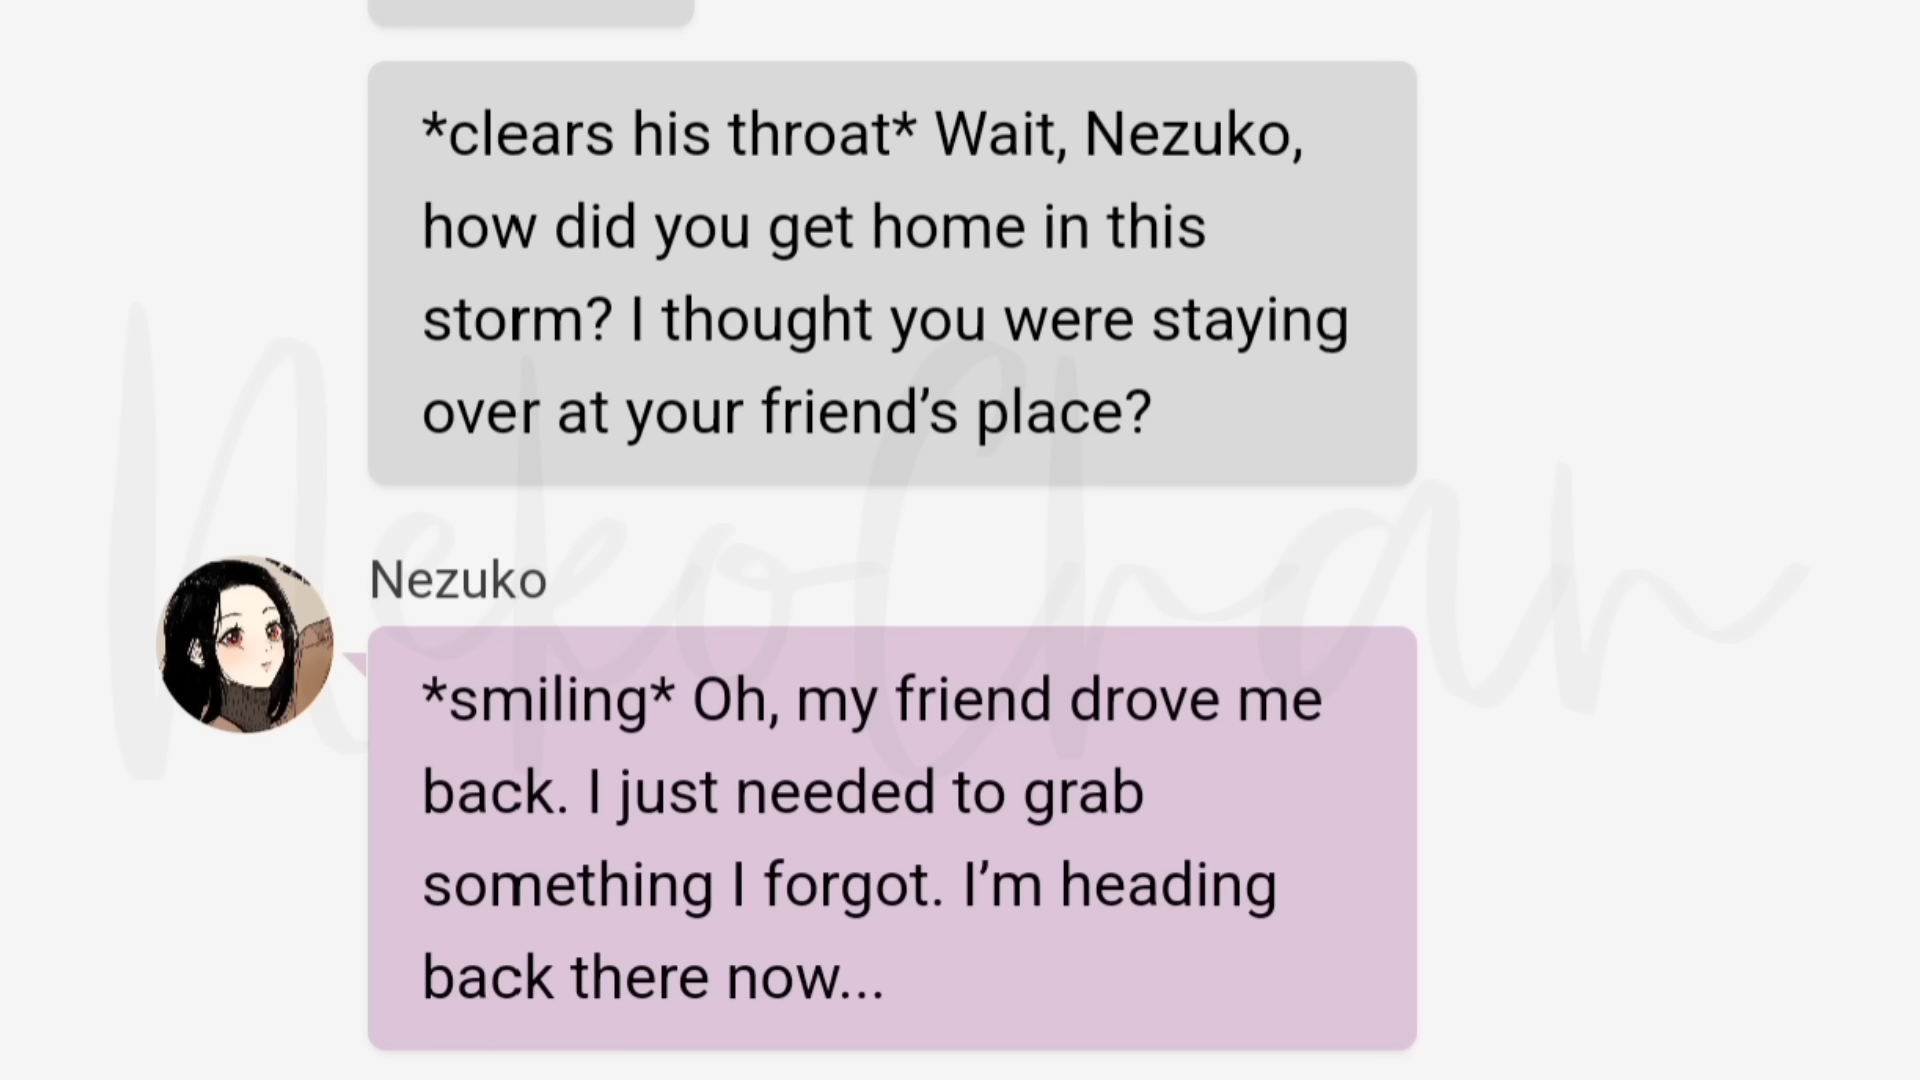 *clears his throat* Wait, Nezuko,
how did you get home in this
storm? I thought you were staying
over at your friend’s place?
Nezuko
*smiling* Oh, my friend drove me
back. I just needed to grab
something I forgot. I’m heading
back there now...
NekoChan